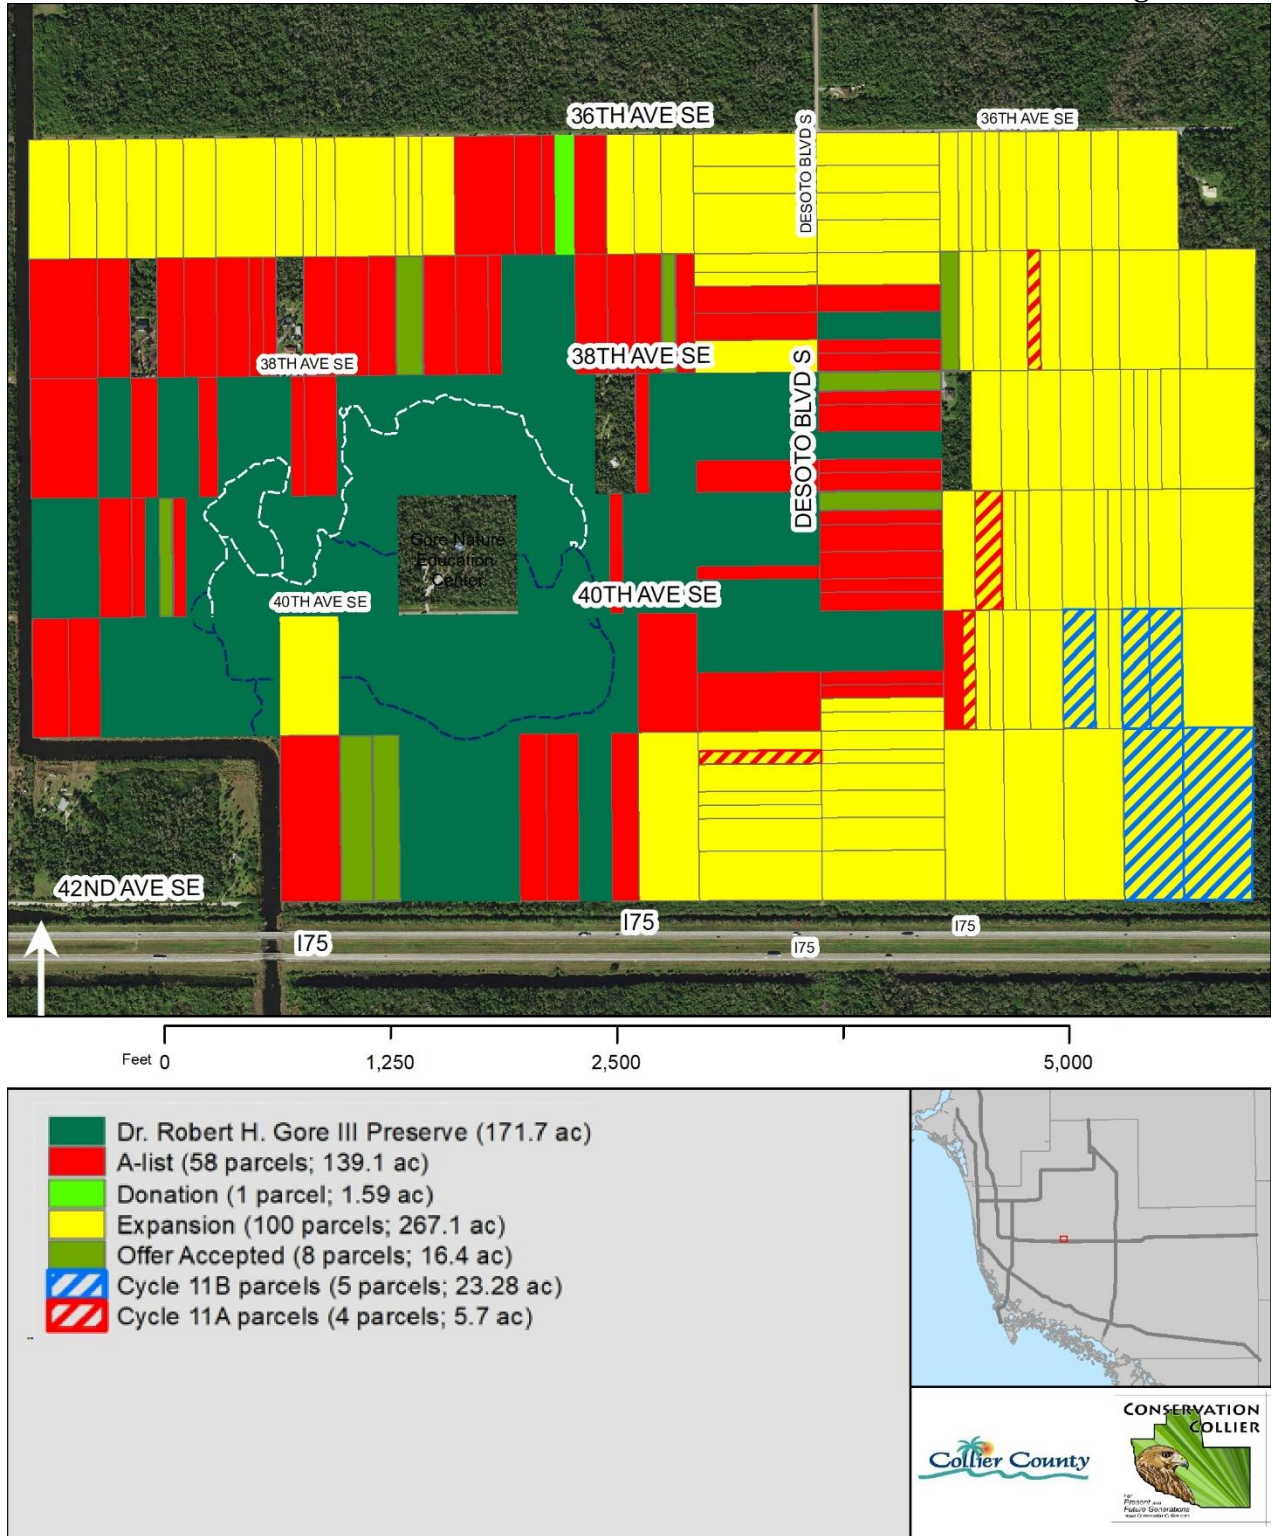 36TH AVE SE
36TH AVE SE
DESOTO BLVD S
38TH AVE SE
38TH AVE SE
DESOTO BLVD S
Gore Nature
Education
Center
40TH AVE SE
40TH AVE SE
42ND AVE SE
I75
I75
I75
I75
Feet 0 1,250 2,500 5,000
Dr. Robert H. Gore III Preserve (171.7 ac)
A-list (58 parcels; 139.1 ac)
Donation (1 parcel; 1.59 ac)
Expansion (100 parcels; 267.1 ac)
Offer Accepted (8 parcels; 16.4 ac)
Cycle 11B parcels (5 parcels; 23.28 ac)
Cycle 11A parcels (4 parcels; 5.7 ac)
Collier County
CONSERVATION
COLLIER
Present and
Future Generations